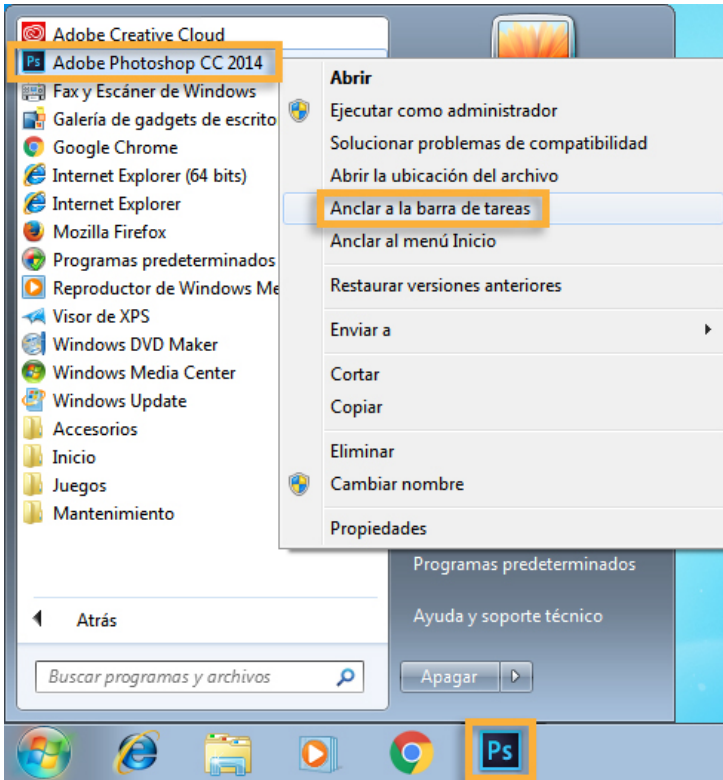 Adobe Creative Cloud
Adobe Photoshop CC 2014
Fax y Escáner de Windows
Galería de gadgets de escrito
Google Chrome
Internet Explorer (64 bits)
Internet Explorer
Mozilla Firefox
Programas predeterminados
Reproductor de Windows Me
Visor de XPS
Windows DVD Maker
Windows Media Center
Windows Update
Accesorios
Inicio
Juegos
Mantenimiento
Atrás
Buscar programas y archivos
Abrir
Ejecutar como administrador
Solucionar problemas de compatibilidad
Abrir la ubicación del archivo
Anclar a la barra de tareas
Anclar al menú Inicio
Restaurar versiones anteriores
Enviar a
Cortar
Copiar
Eliminar
Cambiar nombre
Propiedades
Programas predeterminados
Ayuda y soporte técnico
Apagar
Ps